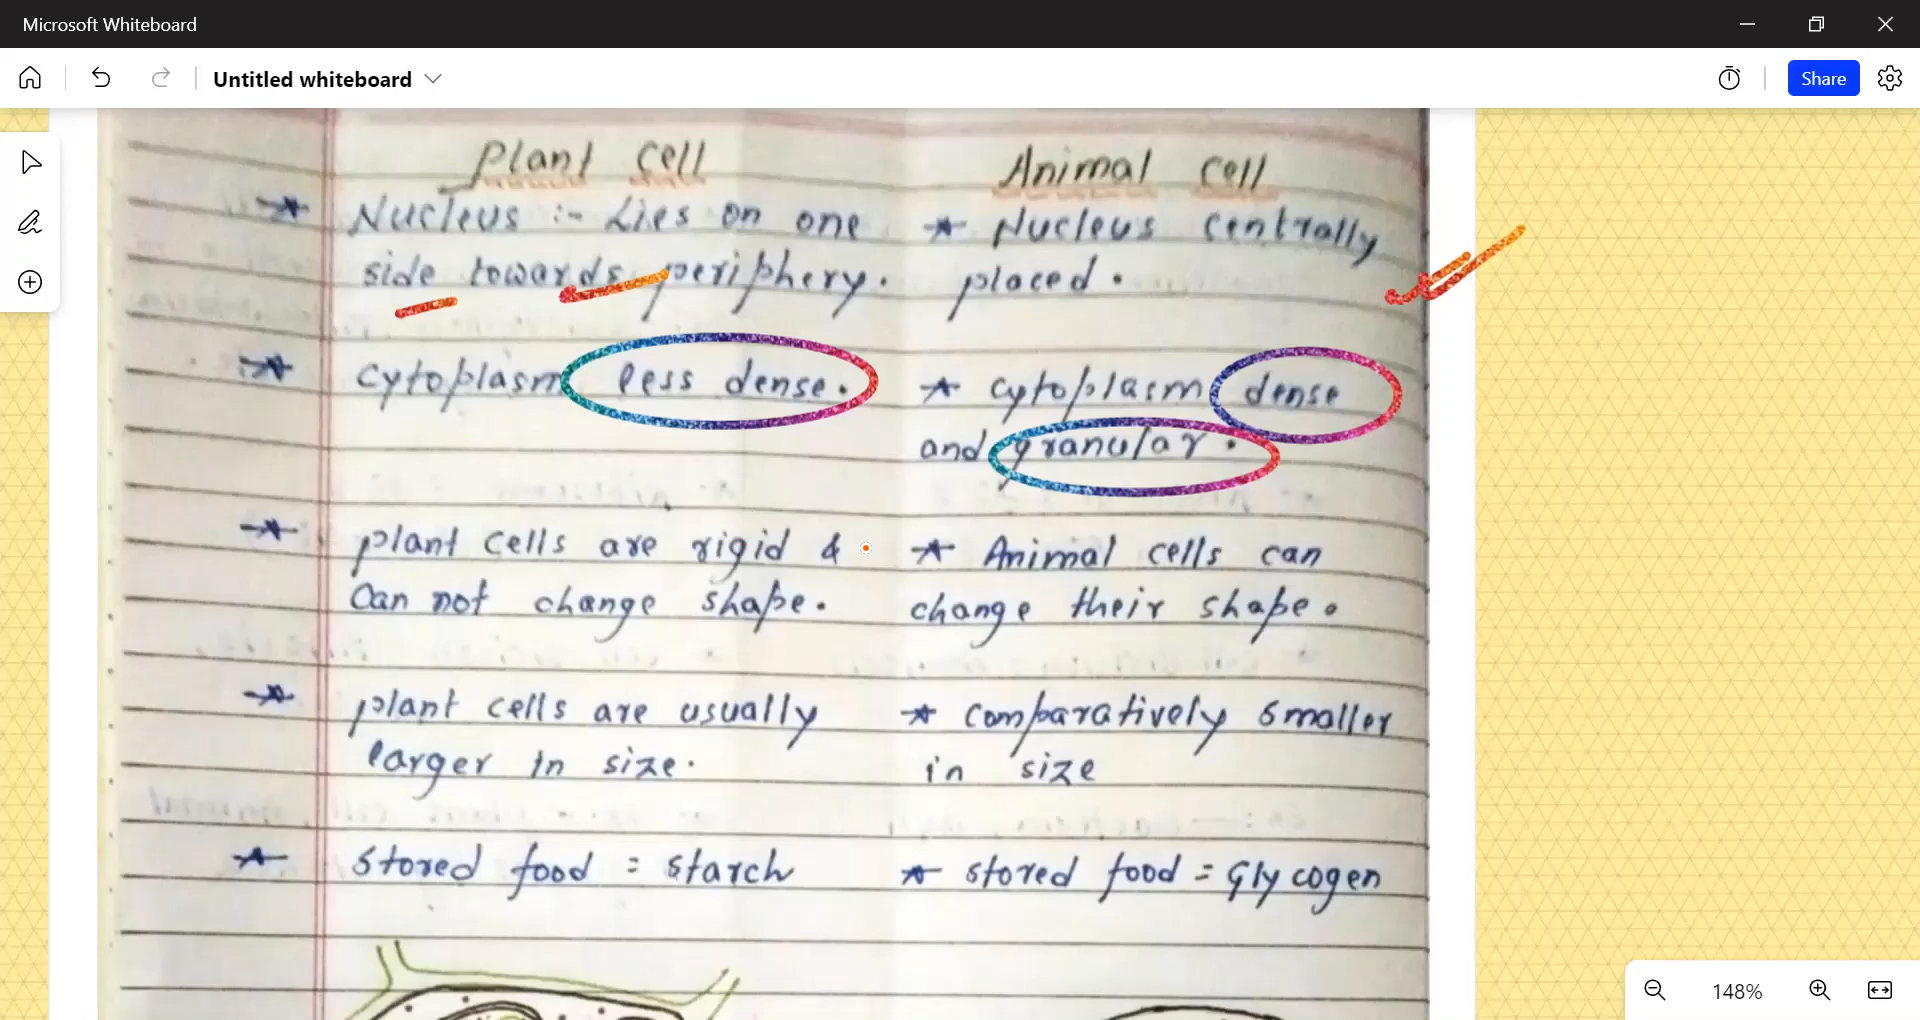 Microsoft Whiteboard
Untitled whiteboard
Share
Plant Cell
Animal Cell
Nucleus :- Lies on one
side towards periphery.
* Nucleus centrally
placed.
Cytoplasm less dense.
* cytoplasm dense
and granular.
plant cells are rigid &
Can not change shape.
* Animal cells can
change their shape.
plant cells are usually
larger in size.
* Comparatively smaller
in size
Stored food = starch
* stored food = Glycogen
148%